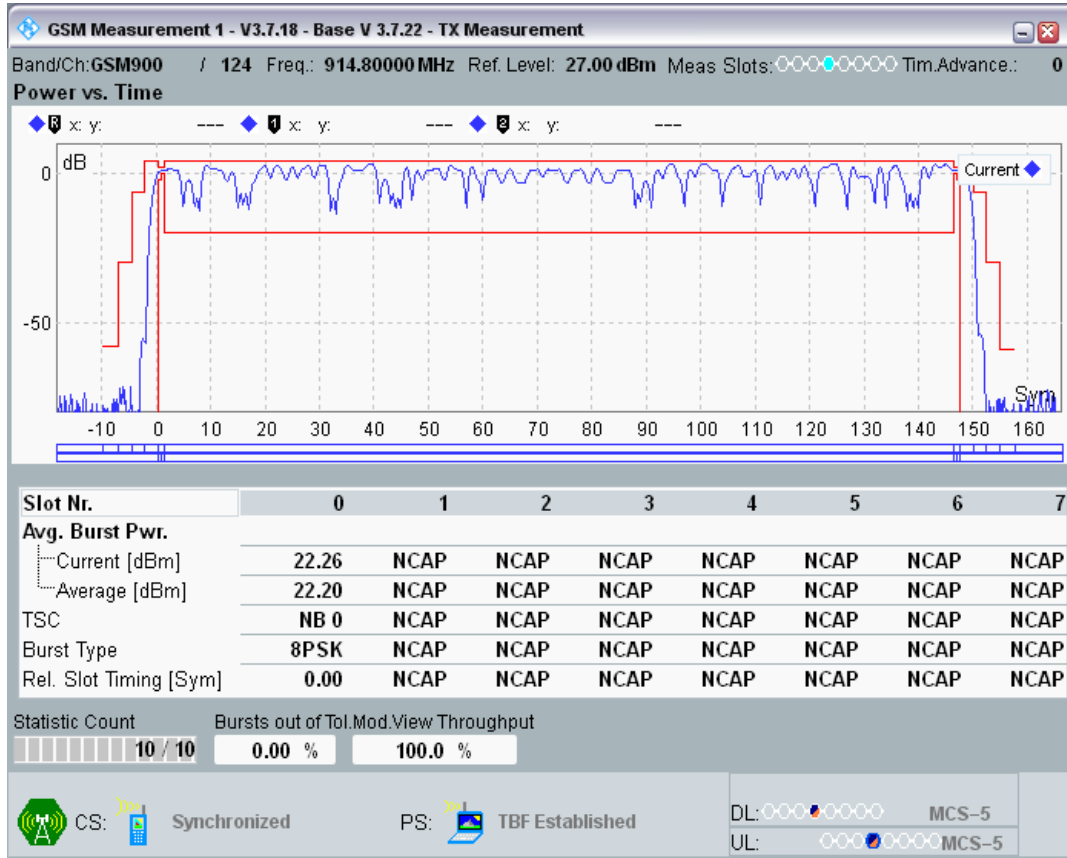 GSM Measurement 1 - V3.7.18 - Base V 3.7.22 - TX Measurement
Band/Ch:GSM900 / 124 Freq.: 914.80000 MHz Ref. Level: 27.00 dBm Meas Slots: Tim.Advance.: 0
Power vs. Time
R x: y: --- 1 x: y: --- 2 x: y: ---
dB
Current
0
-50
Sym
-10 0 10 20 30 40 50 60 70 80 90 100 110 120 130 140 150 160
Slot Nr. 0 1 2 3 4 5 6 7
Avg. Burst Pwr.
Current [dBm] 22.26 NCAP NCAP NCAP NCAP NCAP NCAP NCAP
Average [dBm] 22.20 NCAP NCAP NCAP NCAP NCAP NCAP NCAP
TSC NB 0 NCAP NCAP NCAP NCAP NCAP NCAP NCAP
Burst Type 8PSK NCAP NCAP NCAP NCAP NCAP NCAP NCAP
Rel. Slot Timing [Sym] 0.00 NCAP NCAP NCAP NCAP NCAP NCAP NCAP
Statistic Count Bursts out of Tol. Mod.View Throughput
10 / 10 0.00 % 100.0 %
CS: Synchronized PS: TBF Established
DL: MCS-5
UL: MCS-5